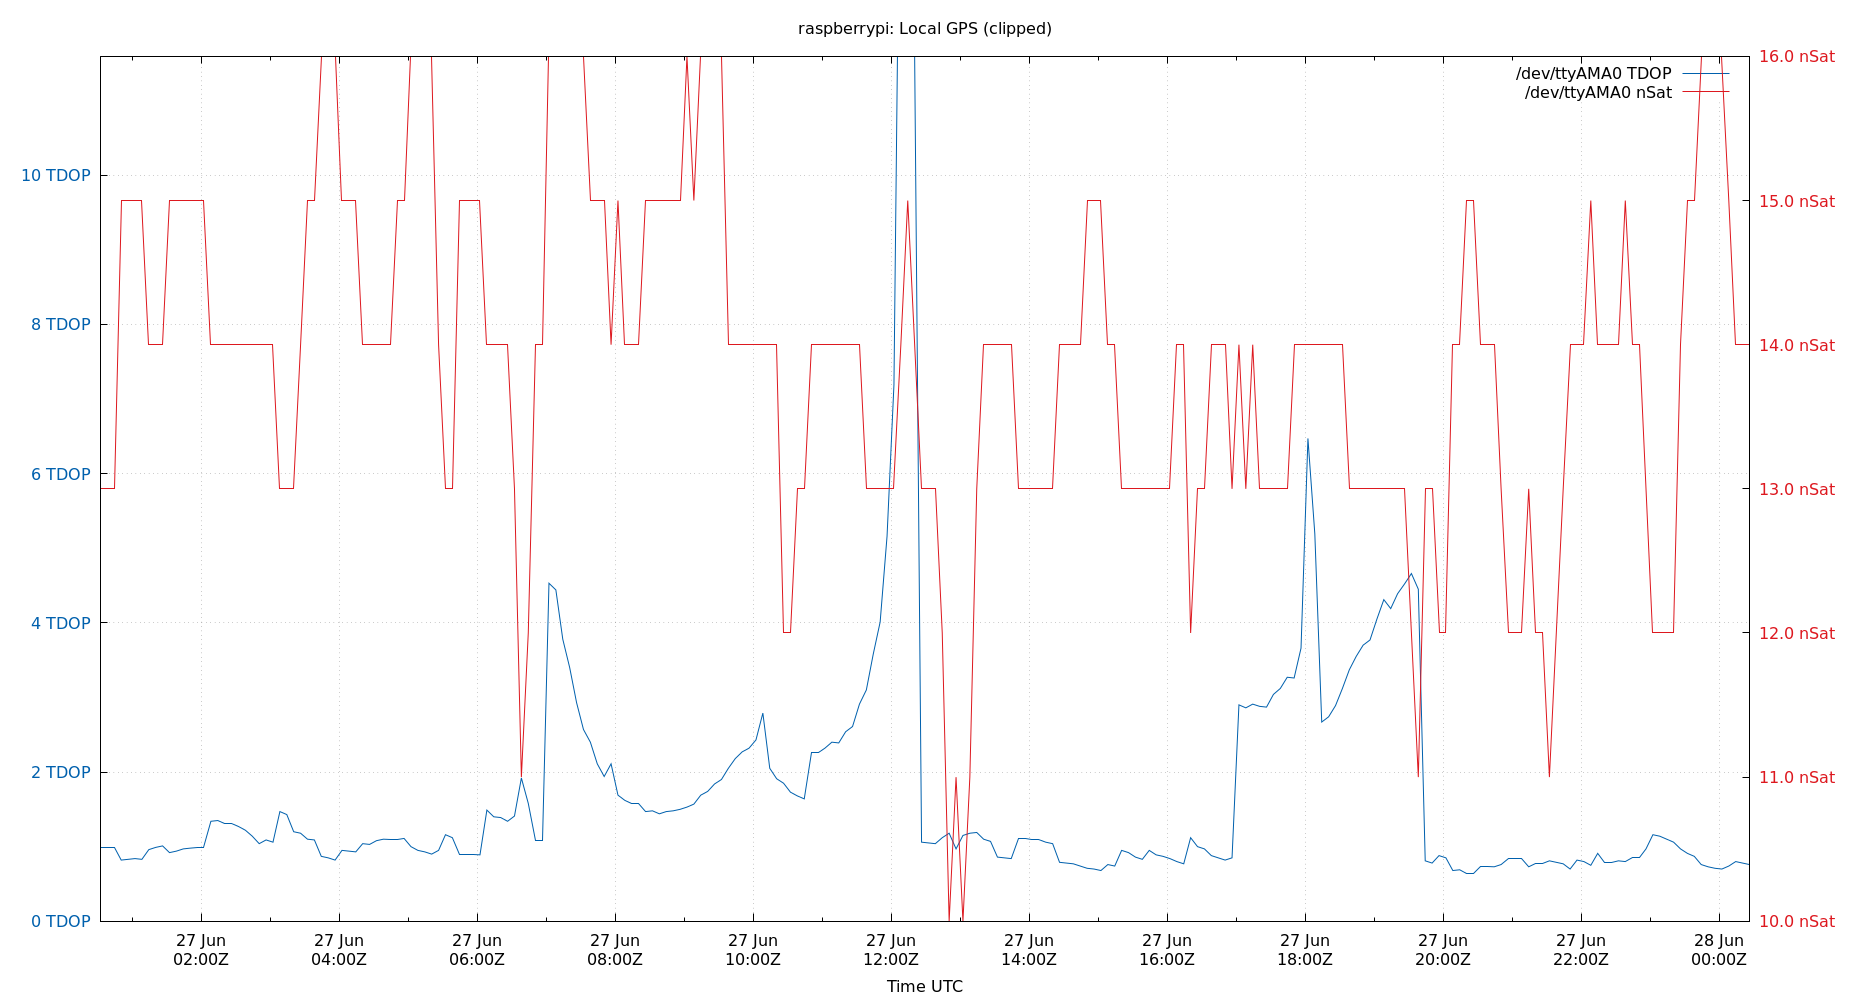 raspberrypi: Local GPS (clipped)
/dev/ttyAMA0 TDOP
/dev/ttyAMA0 nSat
10 TDOP
8 TDOP
6 TDOP
4 TDOP
2 TDOP
0 TDOP
16.0 nSat
15.0 nSat
14.0 nSat
13.0 nSat
12.0 nSat
11.0 nSat
10.0 nSat
27 Jun
02:00Z
27 Jun
04:00Z
27 Jun
06:00Z
27 Jun
08:00Z
27 Jun
10:00Z
27 Jun
12:00Z
27 Jun
14:00Z
27 Jun
16:00Z
27 Jun
18:00Z
27 Jun
20:00Z
27 Jun
22:00Z
28 Jun
00:00Z
Time UTC